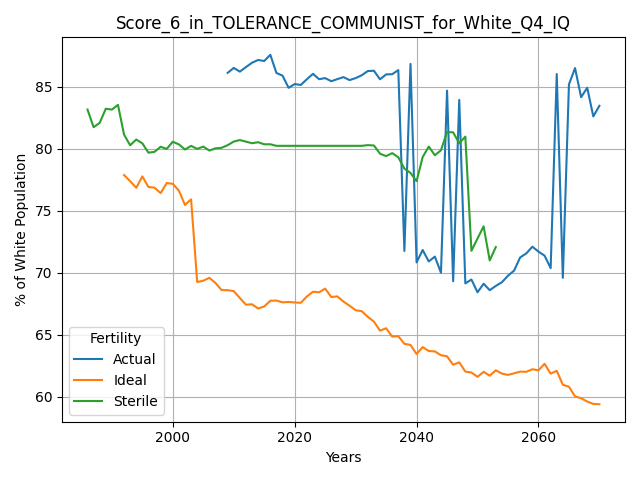 Score_6_in_TOLERANCE_COMMUNIST_for_White_Q4_IQ
% of White Population
85
80
75
70
65
60
Fertility
Actual
Ideal
Sterile
2000 2020 2040 2060
Years